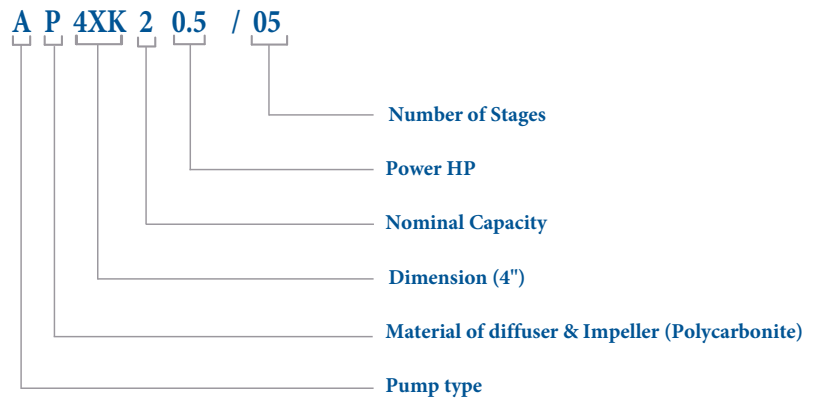 A P 4XK 2 0.5 / 05
Number of Stages
Power HP
Nominal Capacity
Dimension (4")
Material of diffuser & Impeller (Polycarbonite)
Pump type